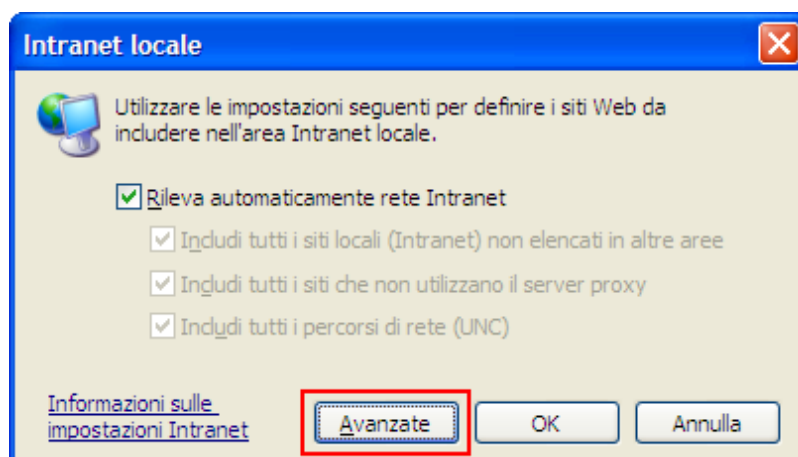 Intranet locale
Utilizzare le impostazioni seguenti per definire i siti Web da
includere nell'area Intranet locale.
Rileva automaticamente rete Intranet
Includi tutti i siti locali (Intranet) non elencati in altre aree
Includi tutti i siti che non utilizzano il server proxy
Includi tutti i percorsi di rete (UNC)
Informazioni sulle
impostazioni Intranet
Avanzate
OK
Annulla